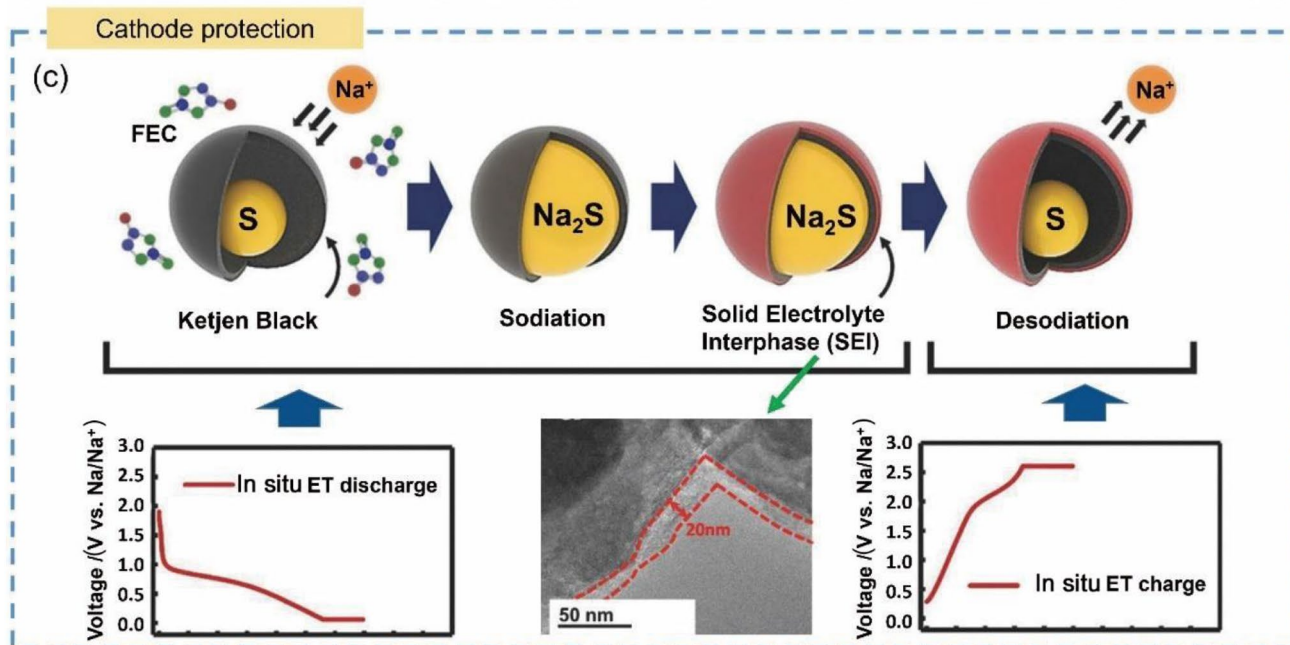 Cathode protection
(c)
FEC
Na⁺
S
Na₂S
Na₂S
S
Na⁺
Ketjen Black
Sodiation
Solid Electrolyte
Interphase (SEI)
Desodiation
Voltage /(V vs. Na/Na⁺)
3.0
2.5
2.0
1.5
1.0
0.5
0.0
In situ ET discharge
20nm
50 nm
Voltage /(V vs. Na/Na⁺)
3.0
2.5
2.0
1.5
1.0
0.5
0.0
In situ ET charge